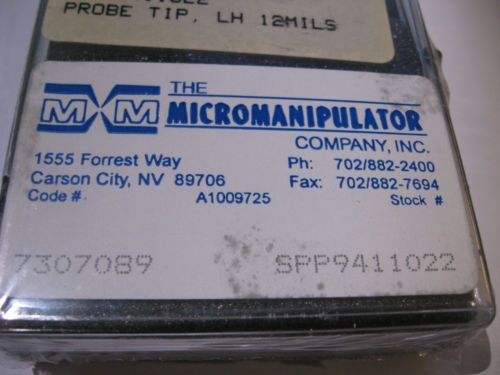 PROBE TIP, LH 12MILS
MXM
THE
MICROMANIPULATOR
COMPANY, INC.
1555 Forrest Way
Ph: 702/882-2400
Carson City, NV 89706
Fax: 702/882-7694
Code #
A1009725
Stock #
7307089
SPP9411022